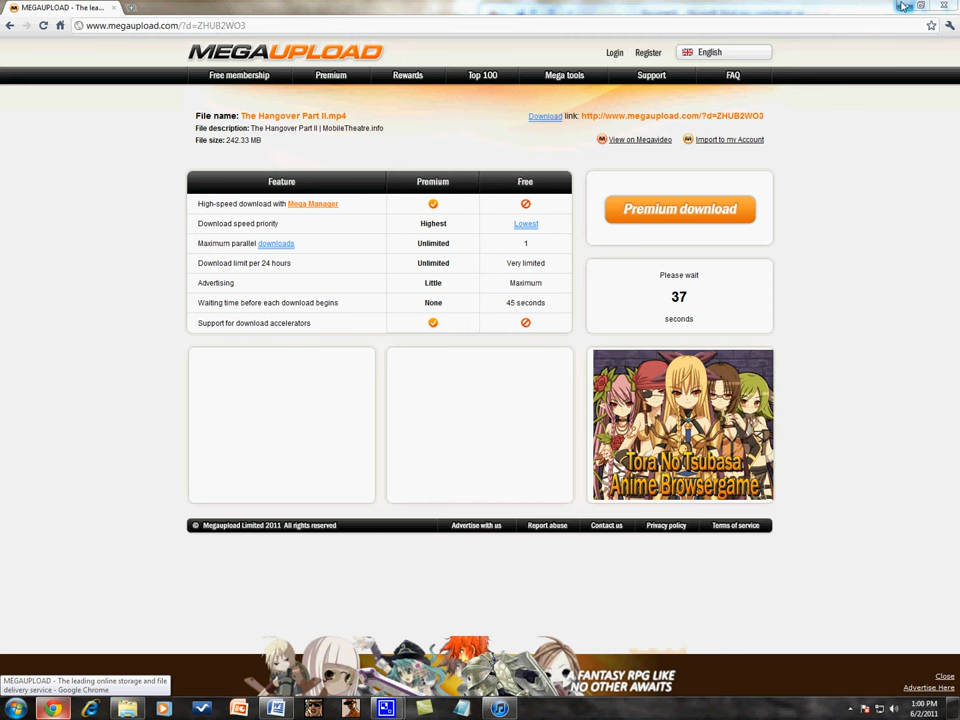 MEGAUPLOAD - The lea...
www.megaupload.com/?d=ZHUB2WO3
MEGAUPLOAD
Login Register English
Free membership Premium Rewards Top 100 Mega tools Support FAQ
File name: The Hangover Part II.mp4
File description: The Hangover Part II | MobileTheatre.info
File size: 242.33 MB
Download link: http://www.megaupload.com/?d=ZHUB2WO3
View on Megavideo Import to my Account
Feature Premium Free
High-speed download with Mega Manager
Download speed priority Highest Lowest
Maximum parallel downloads Unlimited 1
Download limit per 24 hours Unlimited Very limited
Advertising Little Maximum
Waiting time before each download begins None 45 seconds
Support for download accelerators
Premium download
Please wait
37
seconds
Tora No Tsubasa
Anime Browsergame
© Megaupload Limited 2011 All rights reserved Advertise with us Report abuse Contact us Privacy policy Terms of service
FANTASY RPG LIKE
NO OTHER AWAITS
Close
Advertise Here
MEGAUPLOAD - The leading online storage and file
delivery service - Google Chrome
1:00 PM
6/2/2011